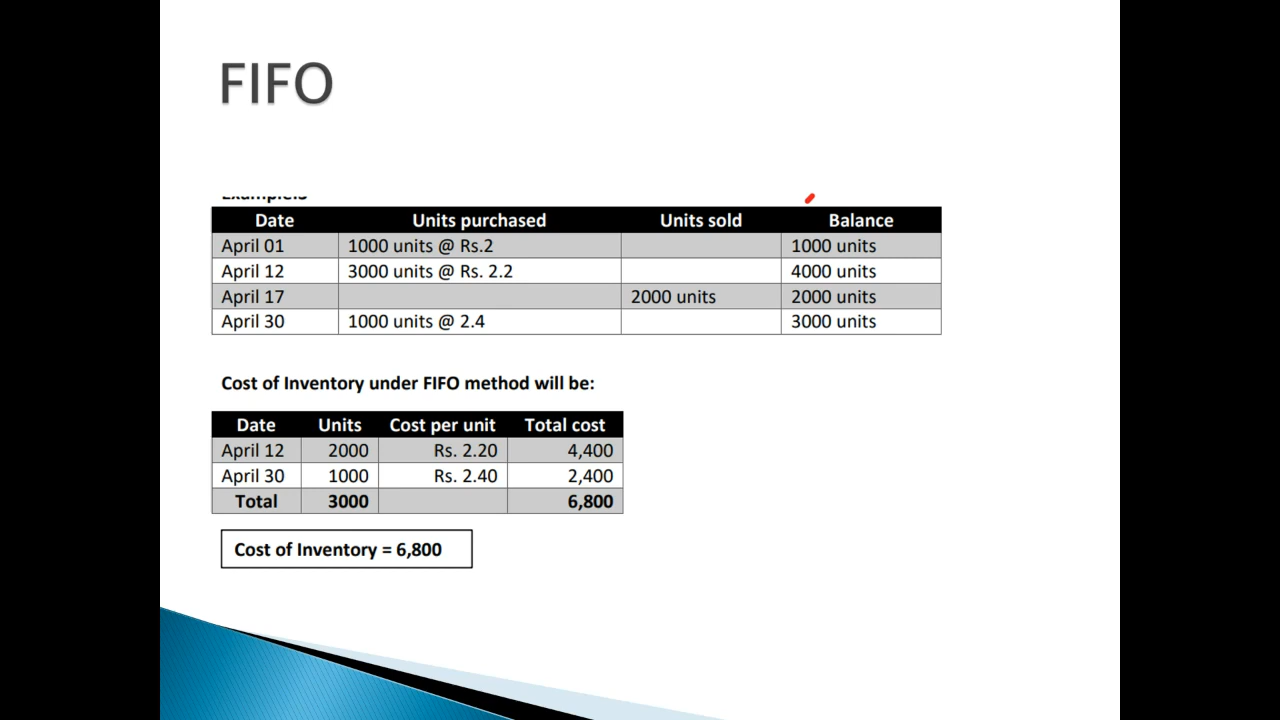 FIFO
Date Units purchased Units sold Balance
April 01 1000 units @ Rs.2 1000 units
April 12 3000 units @ Rs. 2.2 4000 units
April 17 2000 units 2000 units
April 30 1000 units @ 2.4 3000 units
Cost of Inventory under FIFO method will be:
Date Units Cost per unit Total cost
April 12 2000 Rs. 2.20 4,400
April 30 1000 Rs. 2.40 2,400
Total 3000 6,800
Cost of Inventory = 6,800